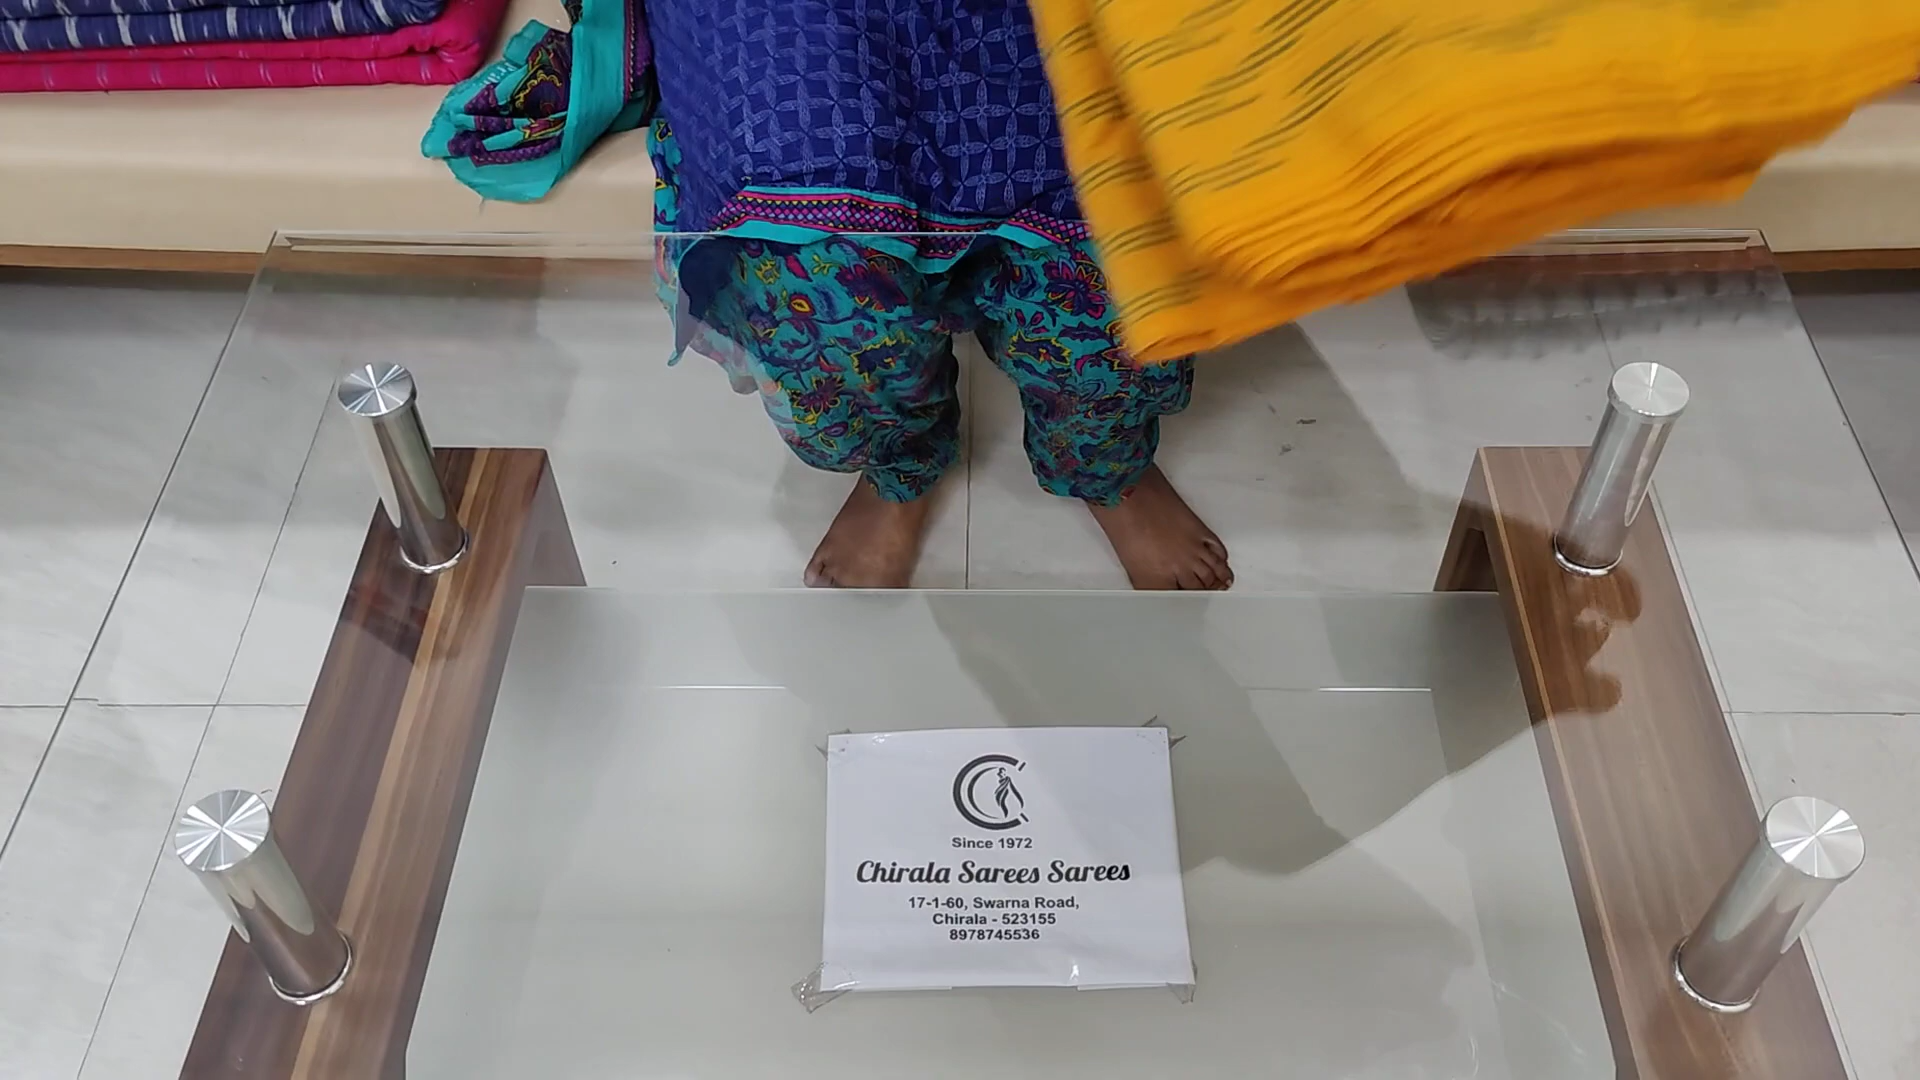 Since 1972
Chirala Sarees Sarees
17-1-60, Swarna Road,
Chirala - 523155
8978745536